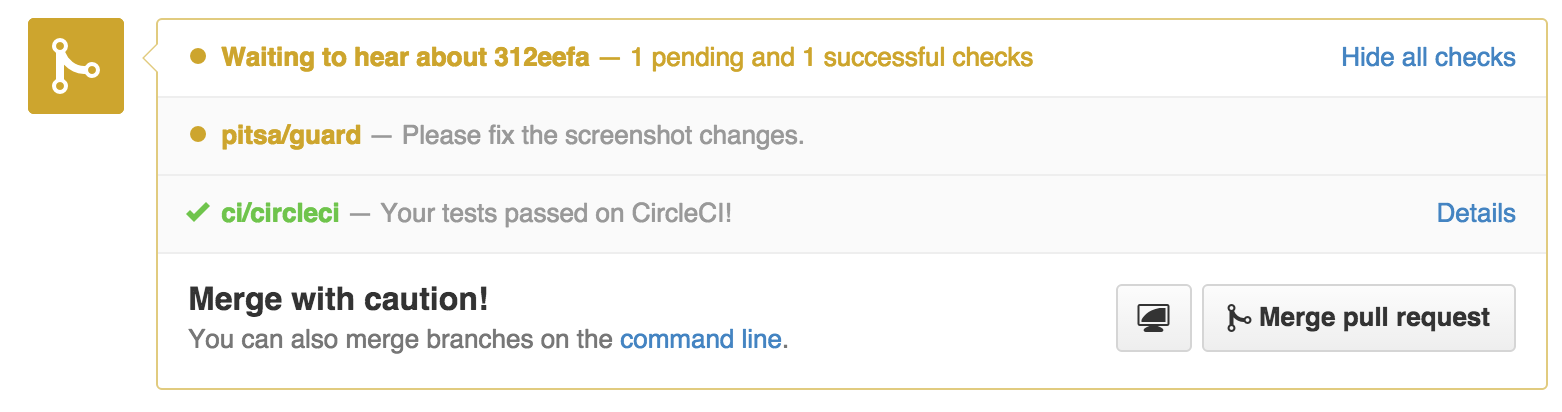 Waiting to hear about 312eefa — 1 pending and 1 successful checks Hide all checks
pitsa/guard — Please fix the screenshot changes.
ci/circleci — Your tests passed on CircleCI! Details
Merge with caution!
You can also merge branches on the command line.
Merge pull request